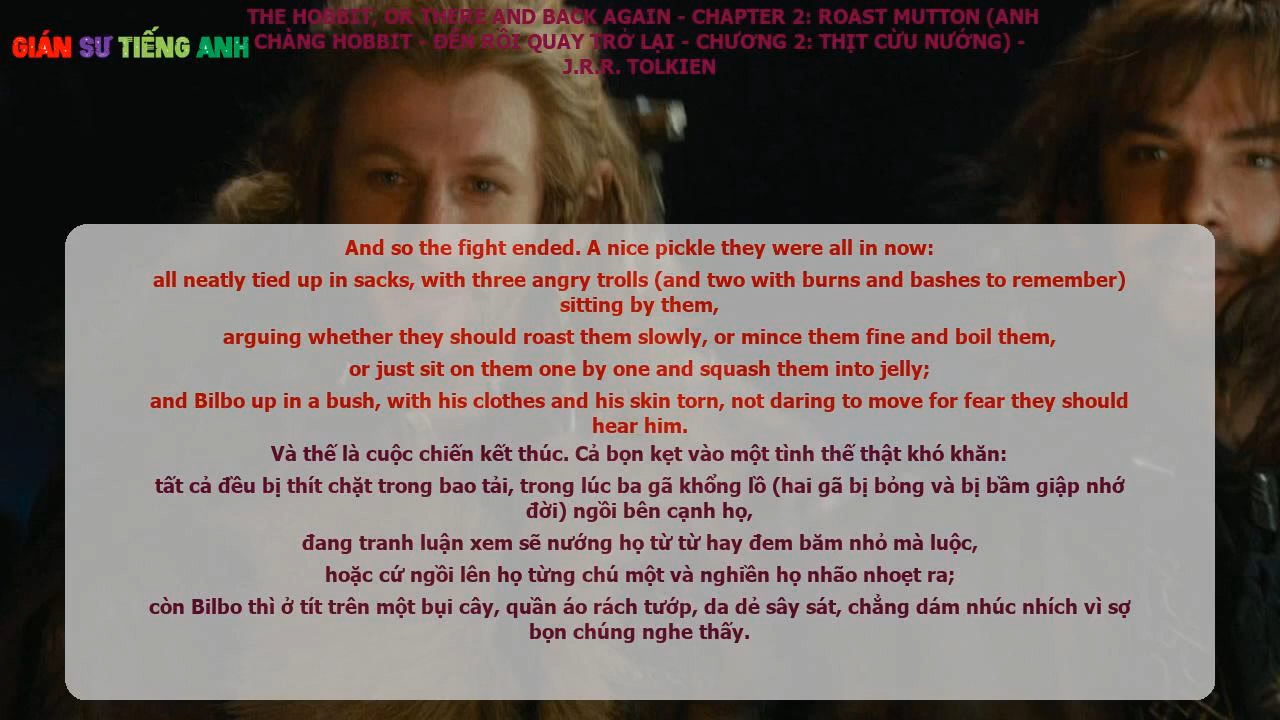 THE HOBBIT, OR THERE AND BACK AGAIN - CHAPTER 2: ROAST MUTTON (ANH
CHÀNG HOBBIT - ĐẾN RỒI QUAY TRỞ LẠI - CHƯƠNG 2: THỊT CỪU NƯỚNG) -
J.R.R. TOLKIEN
GIÁN SƯ TIẾNG ANH
And so the fight ended. A nice pickle they were all in now:
all neatly tied up in sacks, with three angry trolls (and two with burns and bashes to remember)
sitting by them,
arguing whether they should roast them slowly, or mince them fine and boil them,
or just sit on them one by one and squash them into jelly;
and Bilbo up in a bush, with his clothes and his skin torn, not daring to move for fear they should
hear him.
Và thế là cuộc chiến kết thúc. Cả bọn kẹt vào một tình thế thật khó khăn:
tất cả đều bị thít chặt trong bao tải, trong lúc ba gã khổng lồ (hai gã bị bỏng và bị bầm giập nhớ
đời) ngồi bên cạnh họ,
đang tranh luận xem sẽ nướng họ từ từ hay đem băm nhỏ mà luộc,
hoặc cứ ngồi lên họ từng chú một và nghiền họ nhão nhoẹt ra;
còn Bilbo thì ở tít trên một bụi cây, quần áo rách tướp, da dẻ sây sát, chẳng dám nhúc nhích vì sợ
bọn chúng nghe thấy.